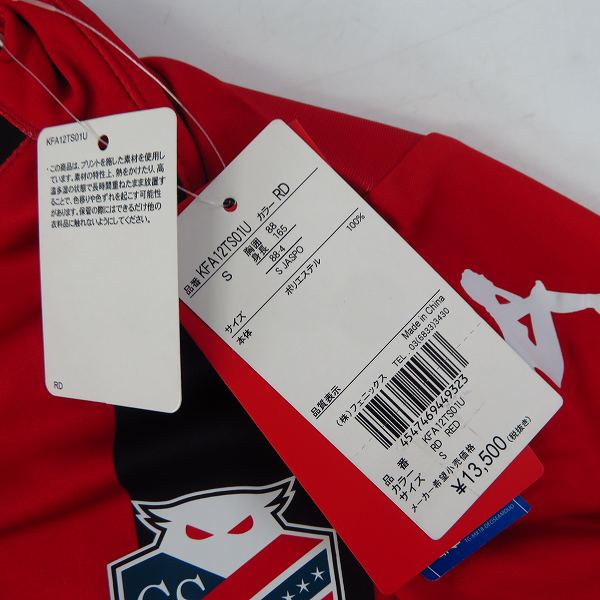 KFA12TS01U
・この商品は、プリントを施した素材を使用し
ています。素材の特性上、熱をかけたり、高
温多湿の状態で長時間重ねたまま放置す
ることで、色移りや色ずれを起こす可能性
があります。保管の際にはできるだけ他の
衣料品に触れないようにしてください。
RD
品番 KFA12TS01U カラー RD
サイズ S 胸囲 88
身長 165
88.4
S JASPO
本体 ポリエステル 100%
品質表示
(株)フェニックス
Made in China
TEL. 03(6833)3430
4547469449323
品番 KFA12TS01U
カラー RD RED
サイズ S
メーカー希望小売価格
¥13,500(税抜き)
CS